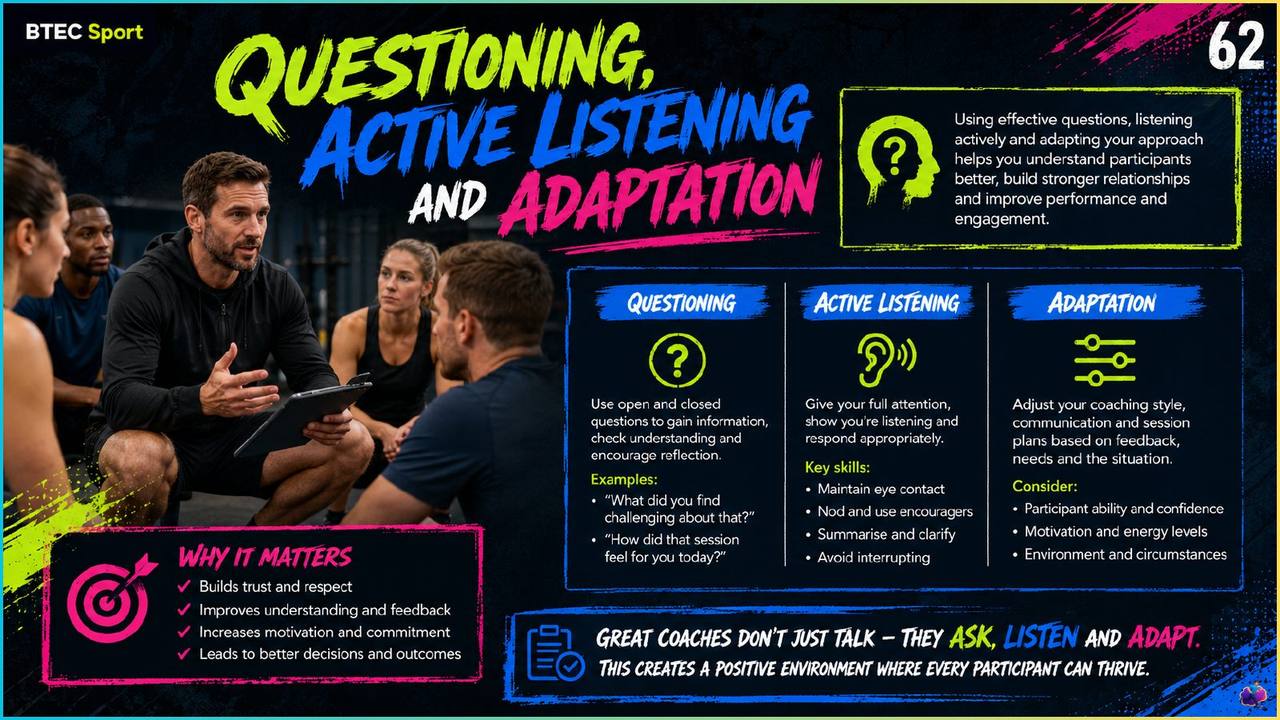 BTEC Sport
62
QUESTIONING,
ACTIVE LISTENING
AND ADAPTATION
Using effective questions, listening
actively and adapting your approach
helps you understand participants
better, build stronger relationships
and improve performance and
engagement.
QUESTIONING
?
Use open and closed
questions to gain information,
check understanding and
encourage reflection.
Examples:
• “What did you find
challenging about that?”
• “How did that session
feel for you today?”
ACTIVE LISTENING
Give your full attention,
show you're listening and
respond appropriately.
Key skills:
• Maintain eye contact
• Nod and use encouragers
• Summarise and clarify
• Avoid interrupting
ADAPTATION
Adjust your coaching style,
communication and session
plans based on feedback,
needs and the situation.
Consider:
• Participant ability and confidence
• Motivation and energy levels
• Environment and circumstances
WHY IT MATTERS
✓ Builds trust and respect
✓ Improves understanding and feedback
✓ Increases motivation and commitment
✓ Leads to better decisions and outcomes
GREAT COACHES DON'T JUST TALK – THEY ASK, LISTEN AND ADAPT.
THIS CREATES A POSITIVE ENVIRONMENT WHERE EVERY PARTICIPANT CAN THRIVE.